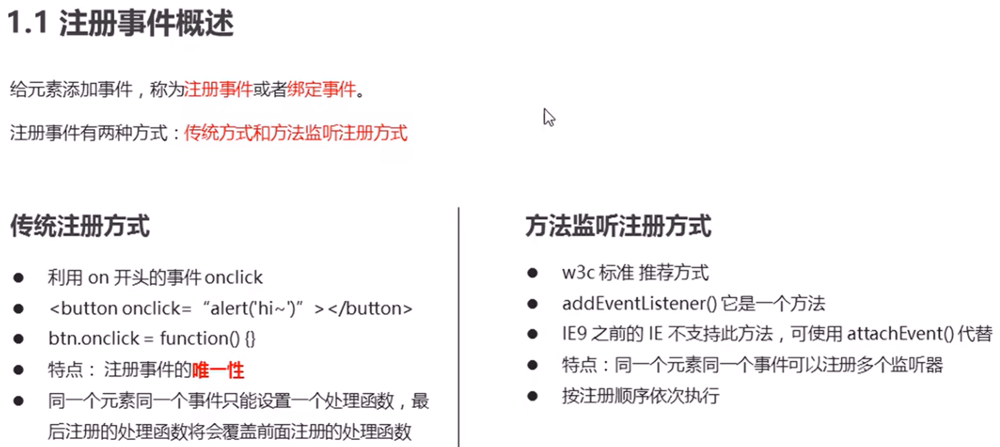 1.1 注册事件概述
给元素添加事件，称为注册事件或者绑定事件。
注册事件有两种方式：传统方式和方法监听注册方式
传统注册方式
● 利用 on 开头的事件 onclick
● <button onclick= “alert('hi~')” ></button>
● btn.onclick = function() {}
● 特点： 注册事件的唯一性
● 同一个元素同一个事件只能设置一个处理函数，最
后注册的处理函数将会覆盖前面注册的处理函数
方法监听注册方式
● w3c 标准 推荐方式
● addEventListener() 它是一个方法
● IE9 之前的 IE 不支持此方法，可使用 attachEvent() 代替
● 特点：同一个元素同一个事件可以注册多个监听器
● 按注册顺序依次执行